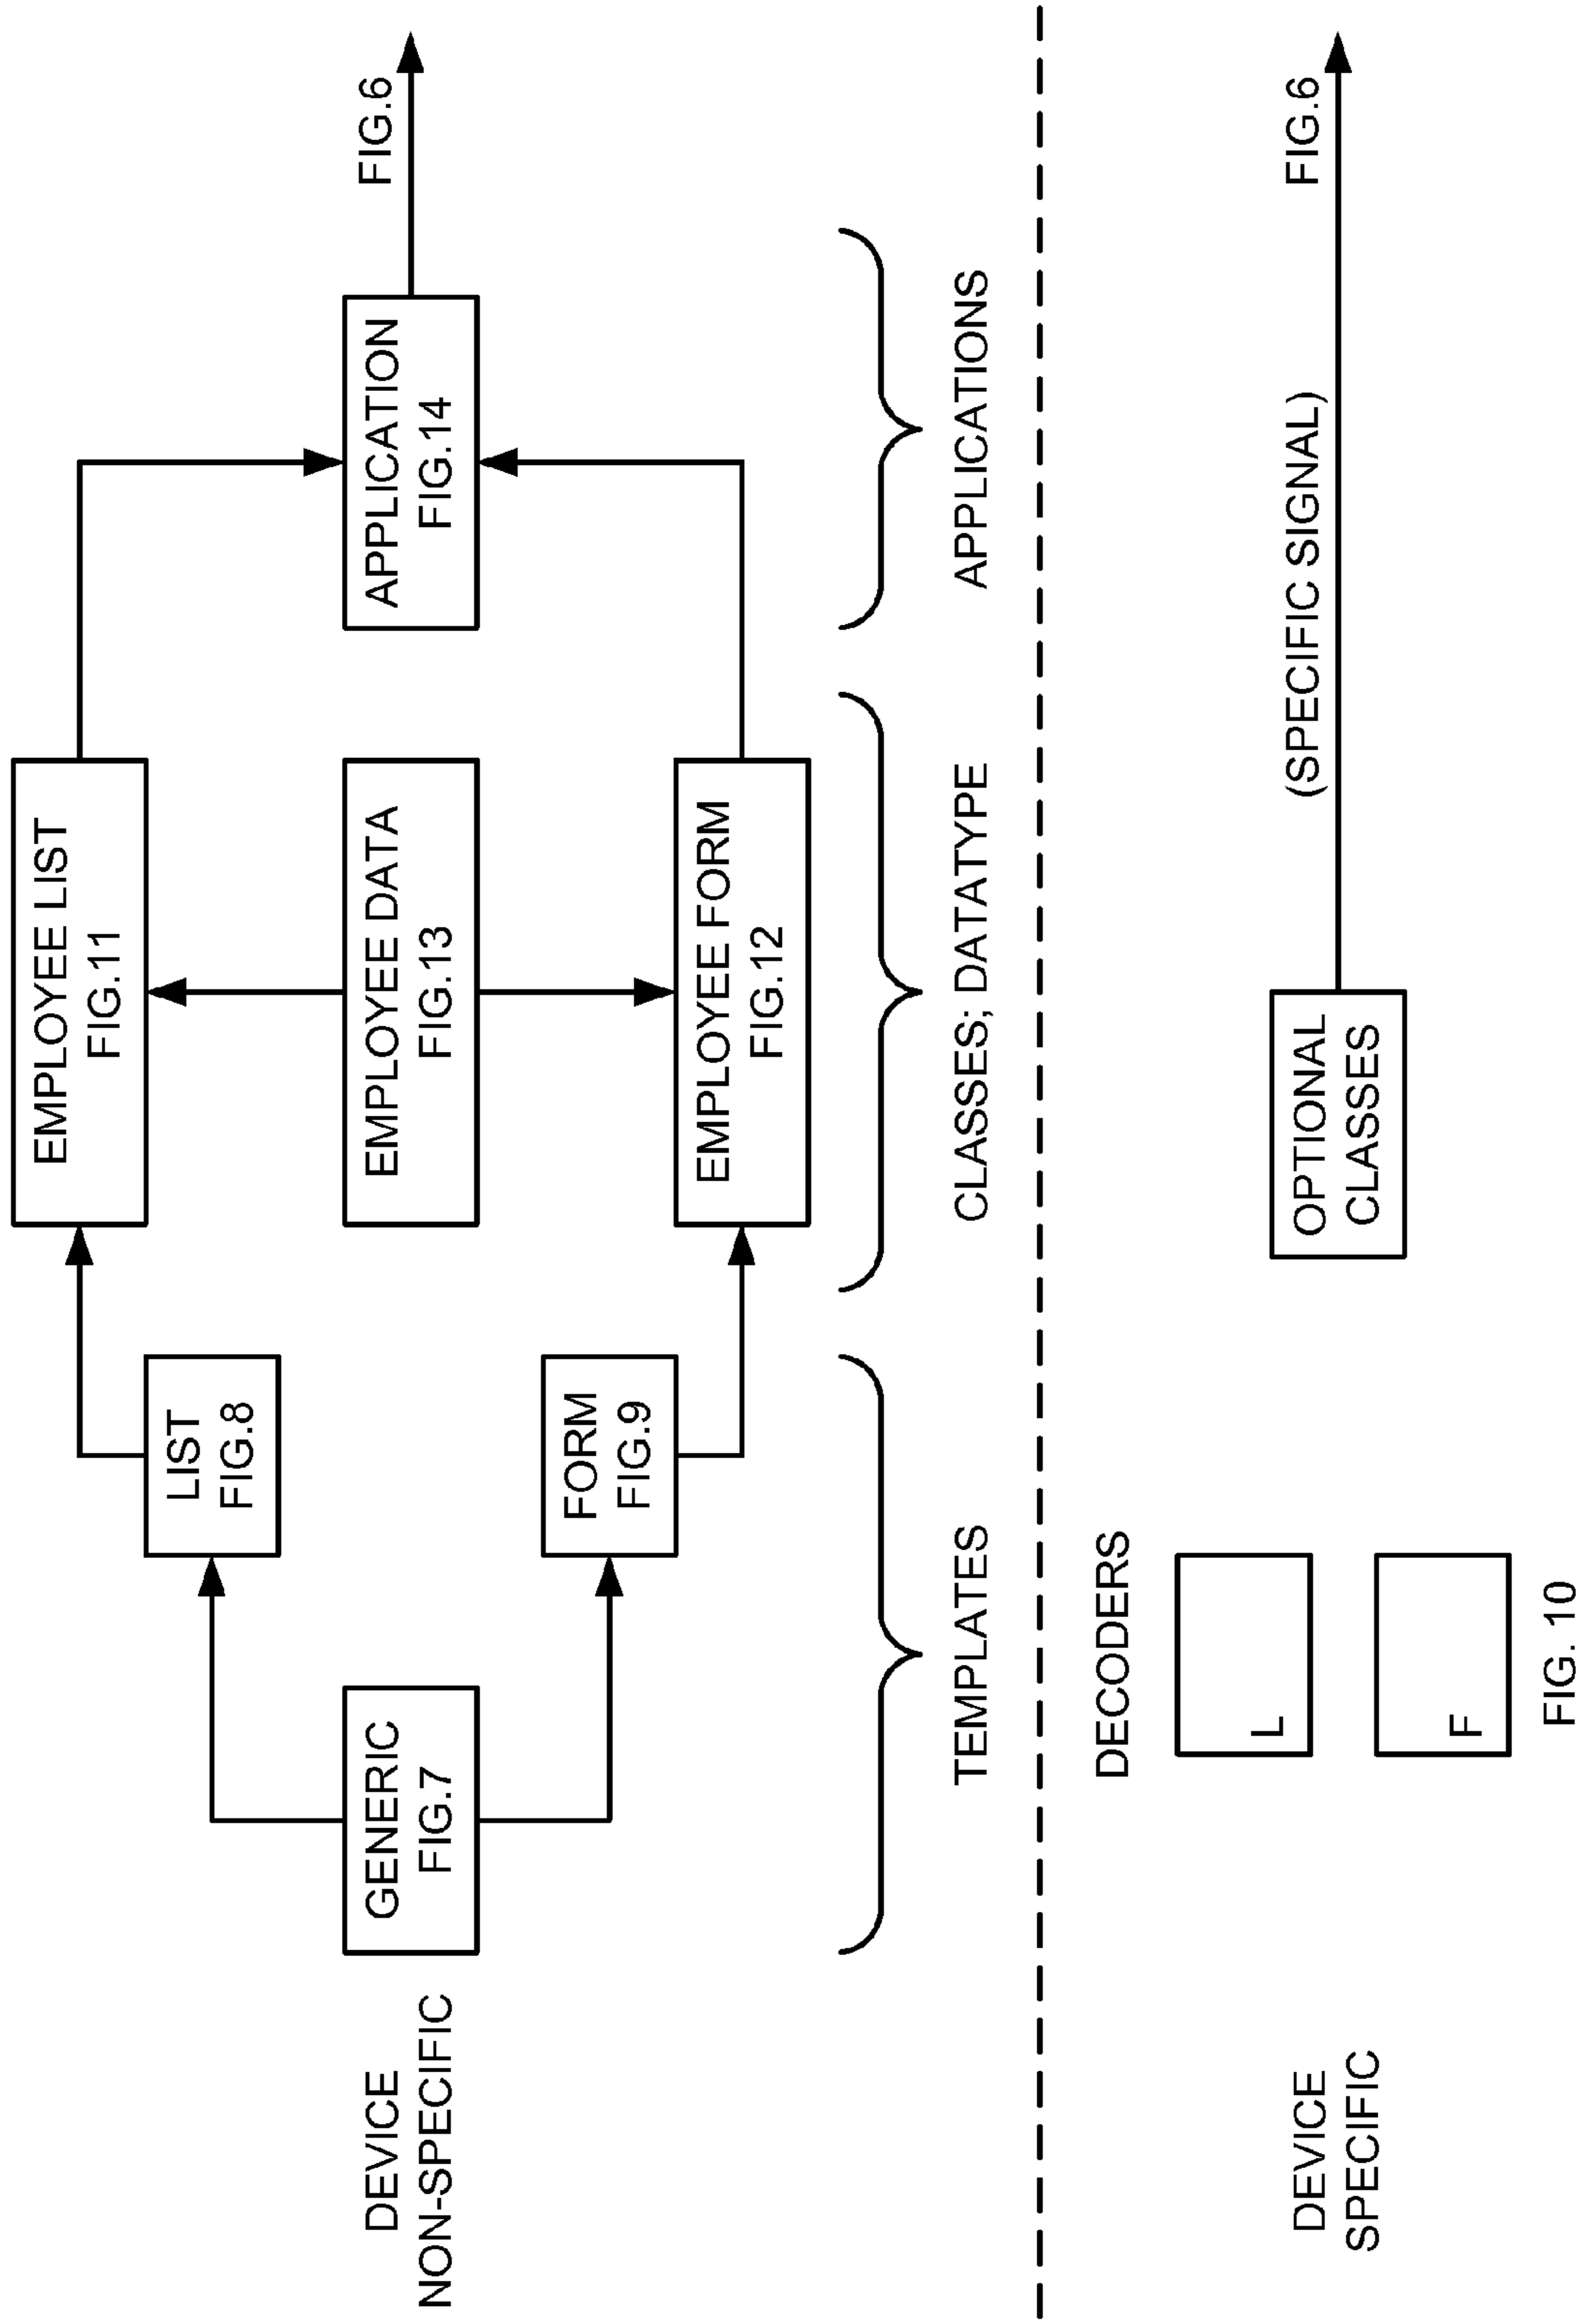 DEVICE
NON-SPECIFIC
GENERIC
FIG.7
LIST
FIG.8
FORM
FIG.9
EMPLOYEE LIST
FIG.11
EMPLOYEE DATA
FIG.13
EMPLOYEE FORM
FIG.12
APPLICATION
FIG.14
FIG.6
TEMPLATES
CLASSES; DATATYPE
APPLICATIONS
DEVICE
SPECIFIC
DECODERS
L
F
OPTIONAL
CLASSES
(SPECIFIC SIGNAL)
FIG.6
FIG. 10